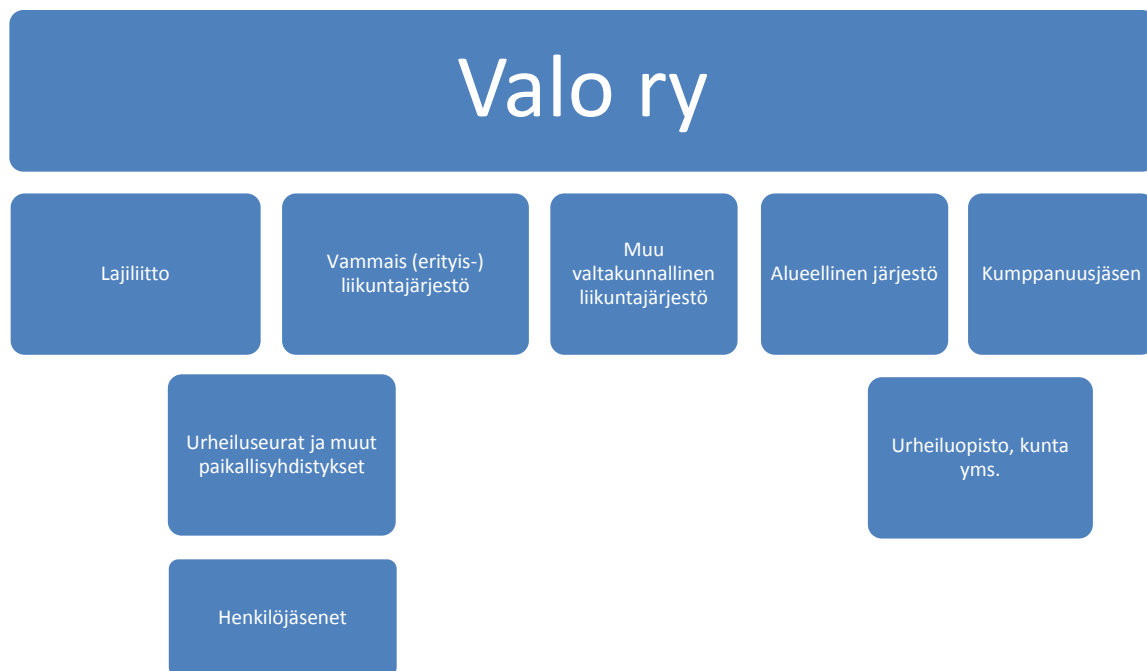 Valo ry
Lajiliitto
Vammais (erityis-)
liikuntajärjestö
Muu
valtakunnallinen
liikuntajärjestö
Alueellinen järjestö
Kumppanuusjäsen
Urheiluseurat ja muut
paikallisyhdistykset
Urheiluopisto, kunta
yms.
Henkilöjäsenet